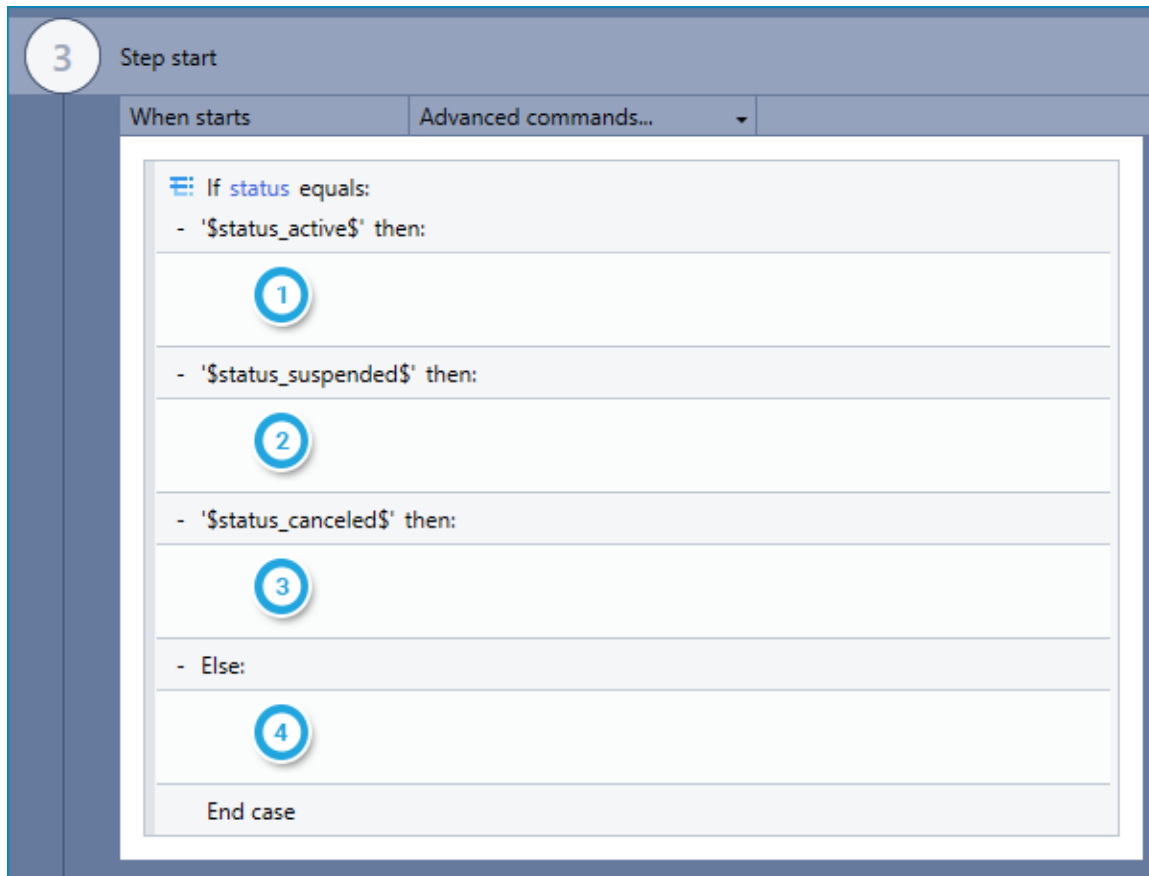 3
Step start
When starts
Advanced commands...
If status equals:
- '$status_active$' then:
1
- '$status_suspended$' then:
2
- '$status_canceled$' then:
3
- Else:
4
End case